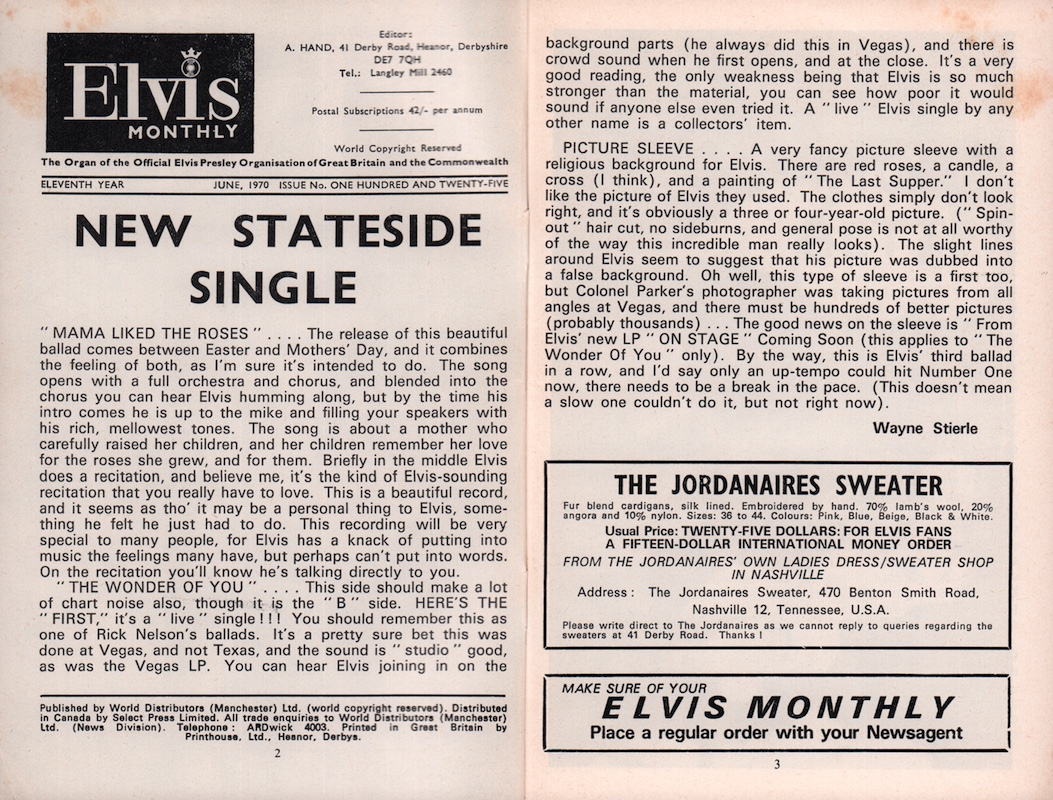 Elvis
MONTHLY
Editor:
A. HAND, 41 Derby Road, Heanor, Derbyshire
DE7 7QH
Tel.: Langley Mill 2460
Postal Subscriptions 42/- per annum
World Copyright Reserved
The Organ of the Official Elvis Presley Organisation of Great Britain and the Commonwealth
ELEVENTH YEAR JUNE, 1970 ISSUE No. ONE HUNDRED AND TWENTY-FIVE
NEW STATESIDE
SINGLE
" MAMA LIKED THE ROSES " . . . . The release of this beautiful
ballad comes between Easter and Mothers' Day, and it combines
the feeling of both, as I'm sure it's intended to do. The song
opens with a full orchestra and chorus, and blended into the
chorus you can hear Elvis humming along, but by the time his
intro comes he is up to the mike and filling your speakers with
his rich, mellowest tones. The song is about a mother who
carefully raised her children, and her children remember her love
for the roses she grew, and for them. Briefly in the middle Elvis
does a recitation, and believe me, it's the kind of Elvis-sounding
recitation that you really have to love. This is a beautiful record,
and it seems as tho' it may be a personal thing to Elvis, some-
thing he felt he just had to do. This recording will be very
special to many people, for Elvis has a knack of putting into
music the feelings many have, but perhaps can't put into words.
On the recitation you'll know he's talking directly to you.
" THE WONDER OF YOU " . . . . This side should make a lot
of chart noise also, though it is the " B " side. HERE'S THE
" FIRST," it's a " live " single ! ! ! You should remember this as
one of Rick Nelson's ballads. It's a pretty sure bet this was
done at Vegas, and not Texas, and the sound is " studio " good,
as was the Vegas LP. You can hear Elvis joining in on the
Published by World Distributors (Manchester) Ltd. (world copyright reserved). Distributed
in Canada by Select Press Limited. All trade enquiries to World Distributors (Manchester)
Ltd. (News Division). Telephone : ARDwick 4003. Printed in Great Britain by
Printhouse, Ltd., Heanor, Derbys.
2
background parts (he always did this in Vegas), and there is
crowd sound when he first opens, and at the close. It's a very
good reading, the only weakness being that Elvis is so much
stronger than the material, you can see how poor it would
sound if anyone else even tried it. A " live " Elvis single by any
other name is a collectors' item.
PICTURE SLEEVE . . . . A very fancy picture sleeve with a
religious background for Elvis. There are red roses, a candle, a
cross (I think), and a painting of " The Last Supper." I don't
like the picture of Elvis they used. The clothes simply don't look
right, and it's obviously a three or four-year-old picture. (" Spin-
out " hair cut, no sideburns, and general pose is not at all worthy
of the way this incredible man really looks). The slight lines
around Elvis seem to suggest that his picture was dubbed into
a false background. Oh well, this type of sleeve is a first too,
but Colonel Parker's photographer was taking pictures from all
angles at Vegas, and there must be hundreds of better pictures
(probably thousands) . . . The good news on the sleeve is " From
Elvis' new LP " ON STAGE " Coming Soon (this applies to " The
Wonder Of You " only). By the way, this is Elvis' third ballad
in a row, and I'd say only an up-tempo could hit Number One
now, there needs to be a break in the pace. (This doesn't mean
a slow one couldn't do it, but not right now).
Wayne Stierle
THE JORDANAIRES SWEATER
Fur blend cardigans, silk lined. Embroidered by hand. 70% lamb's wool, 20%
angora and 10% nylon. Sizes: 36 to 44. Colours: Pink, Blue, Beige, Black & White.
Usual Price: TWENTY-FIVE DOLLARS: FOR ELVIS FANS
A FIFTEEN-DOLLAR INTERNATIONAL MONEY ORDER
FROM THE JORDANAIRES' OWN LADIES DRESS/SWEATER SHOP
IN NASHVILLE
Address : The Jordanaires Sweater, 470 Benton Smith Road,
Nashville 12, Tennessee, U.S.A.
Please write direct to The Jordanaires as we cannot reply to queries regarding the
sweaters at 41 Derby Road. Thanks !
MAKE SURE OF YOUR
ELVIS MONTHLY
Place a regular order with your Newsagent
3